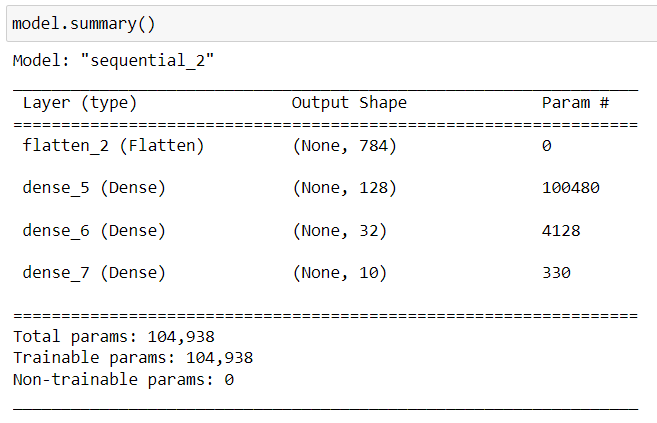 model.summary()
Model: "sequential_2"
_________________________________________________________________
Layer (type) Output Shape Param #
=================================================================
flatten_2 (Flatten) (None, 784) 0
dense_5 (Dense) (None, 128) 100480
dense_6 (Dense) (None, 32) 4128
dense_7 (Dense) (None, 10) 330
=================================================================
Total params: 104,938
Trainable params: 104,938
Non-trainable params: 0
_________________________________________________________________